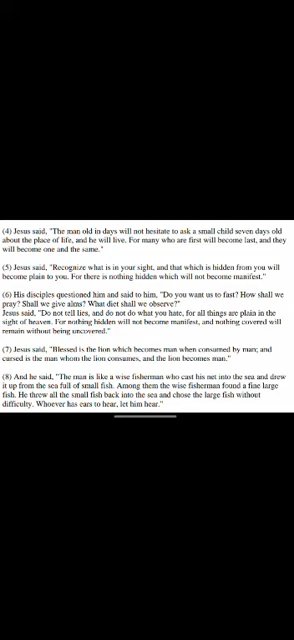 (4) Jesus said, "The man old in days will not hesitate to ask a small child seven days old
about the place of life, and he will live. For many who are first will become last, and they
will become one and the same."
(5) Jesus said, "Recognize what is in your sight, and that which is hidden from you will
become plain to you. For there is nothing hidden which will not become manifest."
(6) His disciples questioned him and said to him, "Do you want us to fast? How shall we
pray? Shall we give alms? What diet shall we observe?"
Jesus said, "Do not tell lies, and do not do what you hate, for all things are plain in the
sight of heaven. For nothing hidden will not become manifest, and nothing covered will
remain without being uncovered."
(7) Jesus said, "Blessed is the lion which becomes man when consumed by man; and
cursed is the man whom the lion consumes, and the lion becomes man."
(8) And he said, "The man is like a wise fisherman who cast his net into the sea and drew
it up from the sea full of small fish. Among them the wise fisherman found a fine large
fish. He threw all the small fish back into the sea and chose the large fish without
difficulty. Whoever has ears to hear, let him hear."